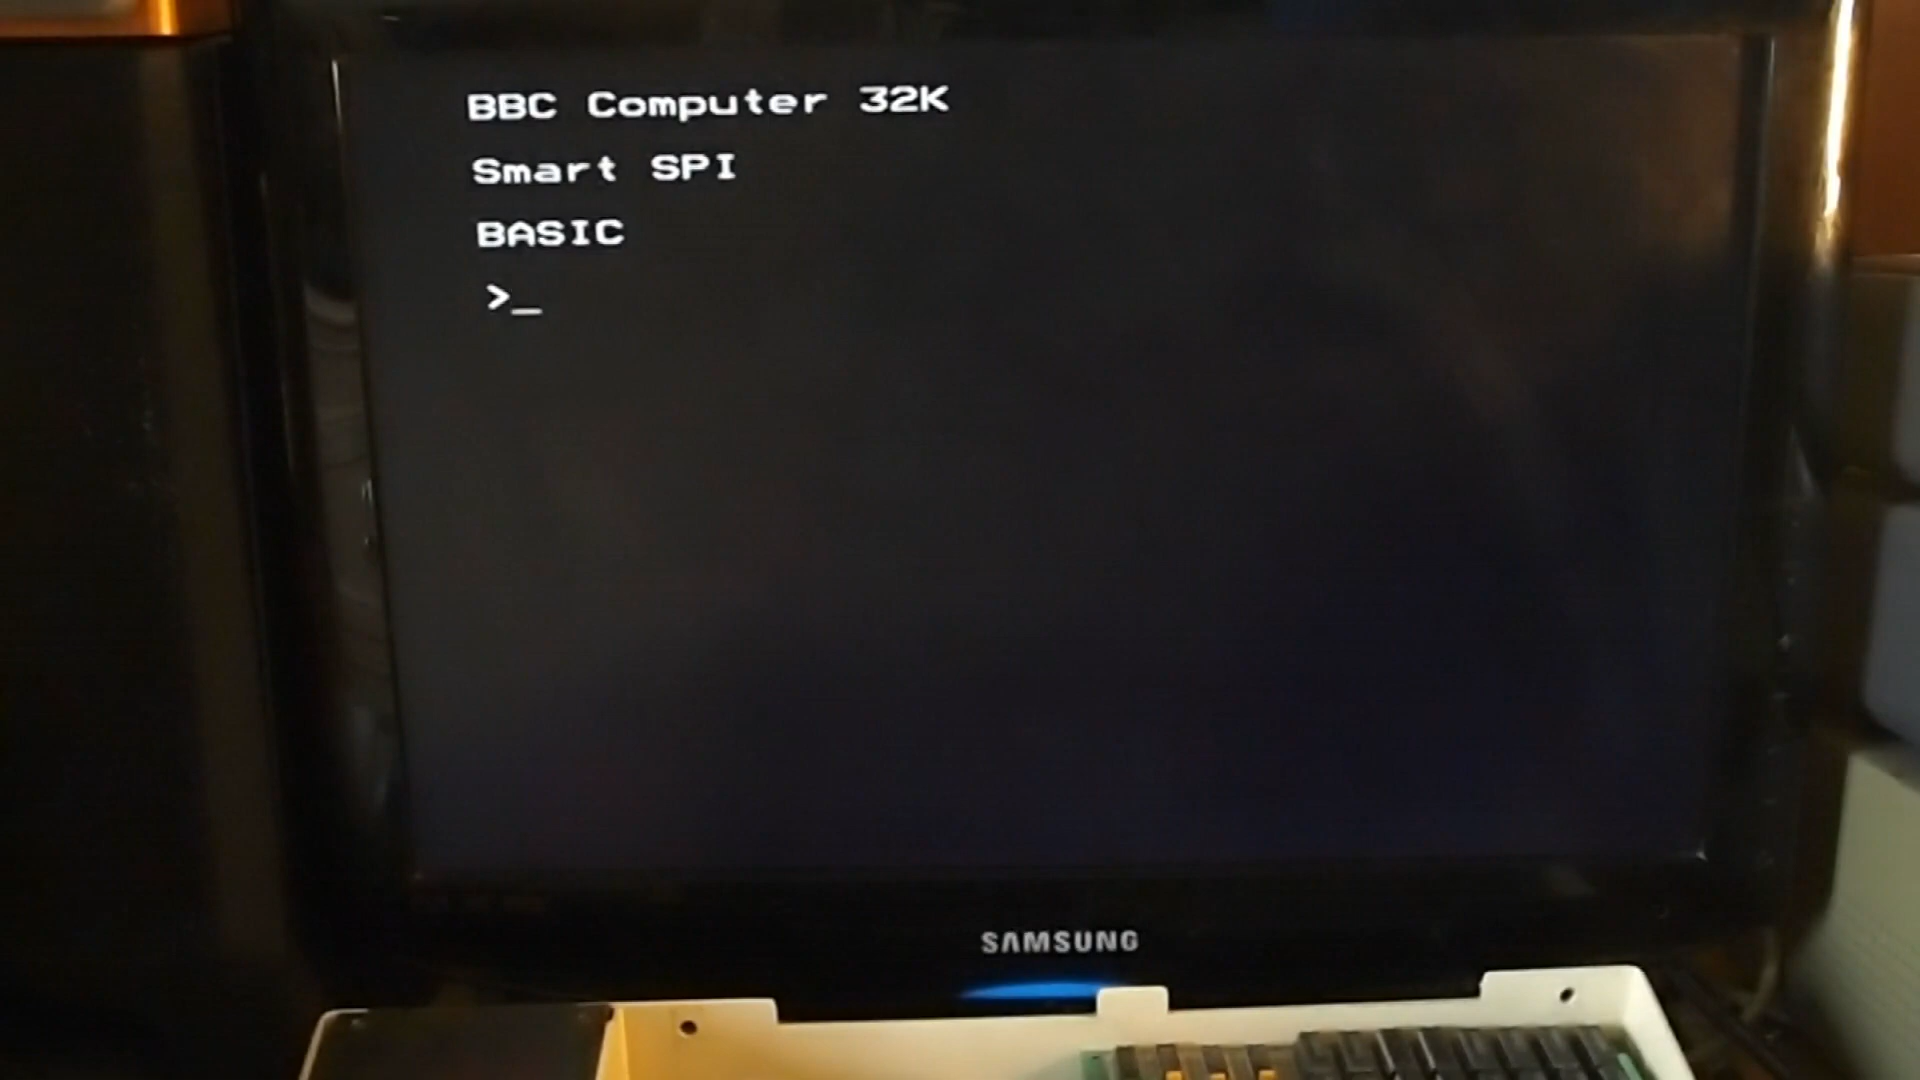 BBC Computer 32K
Smart SPI
BASIC
>_
SAMSUNG